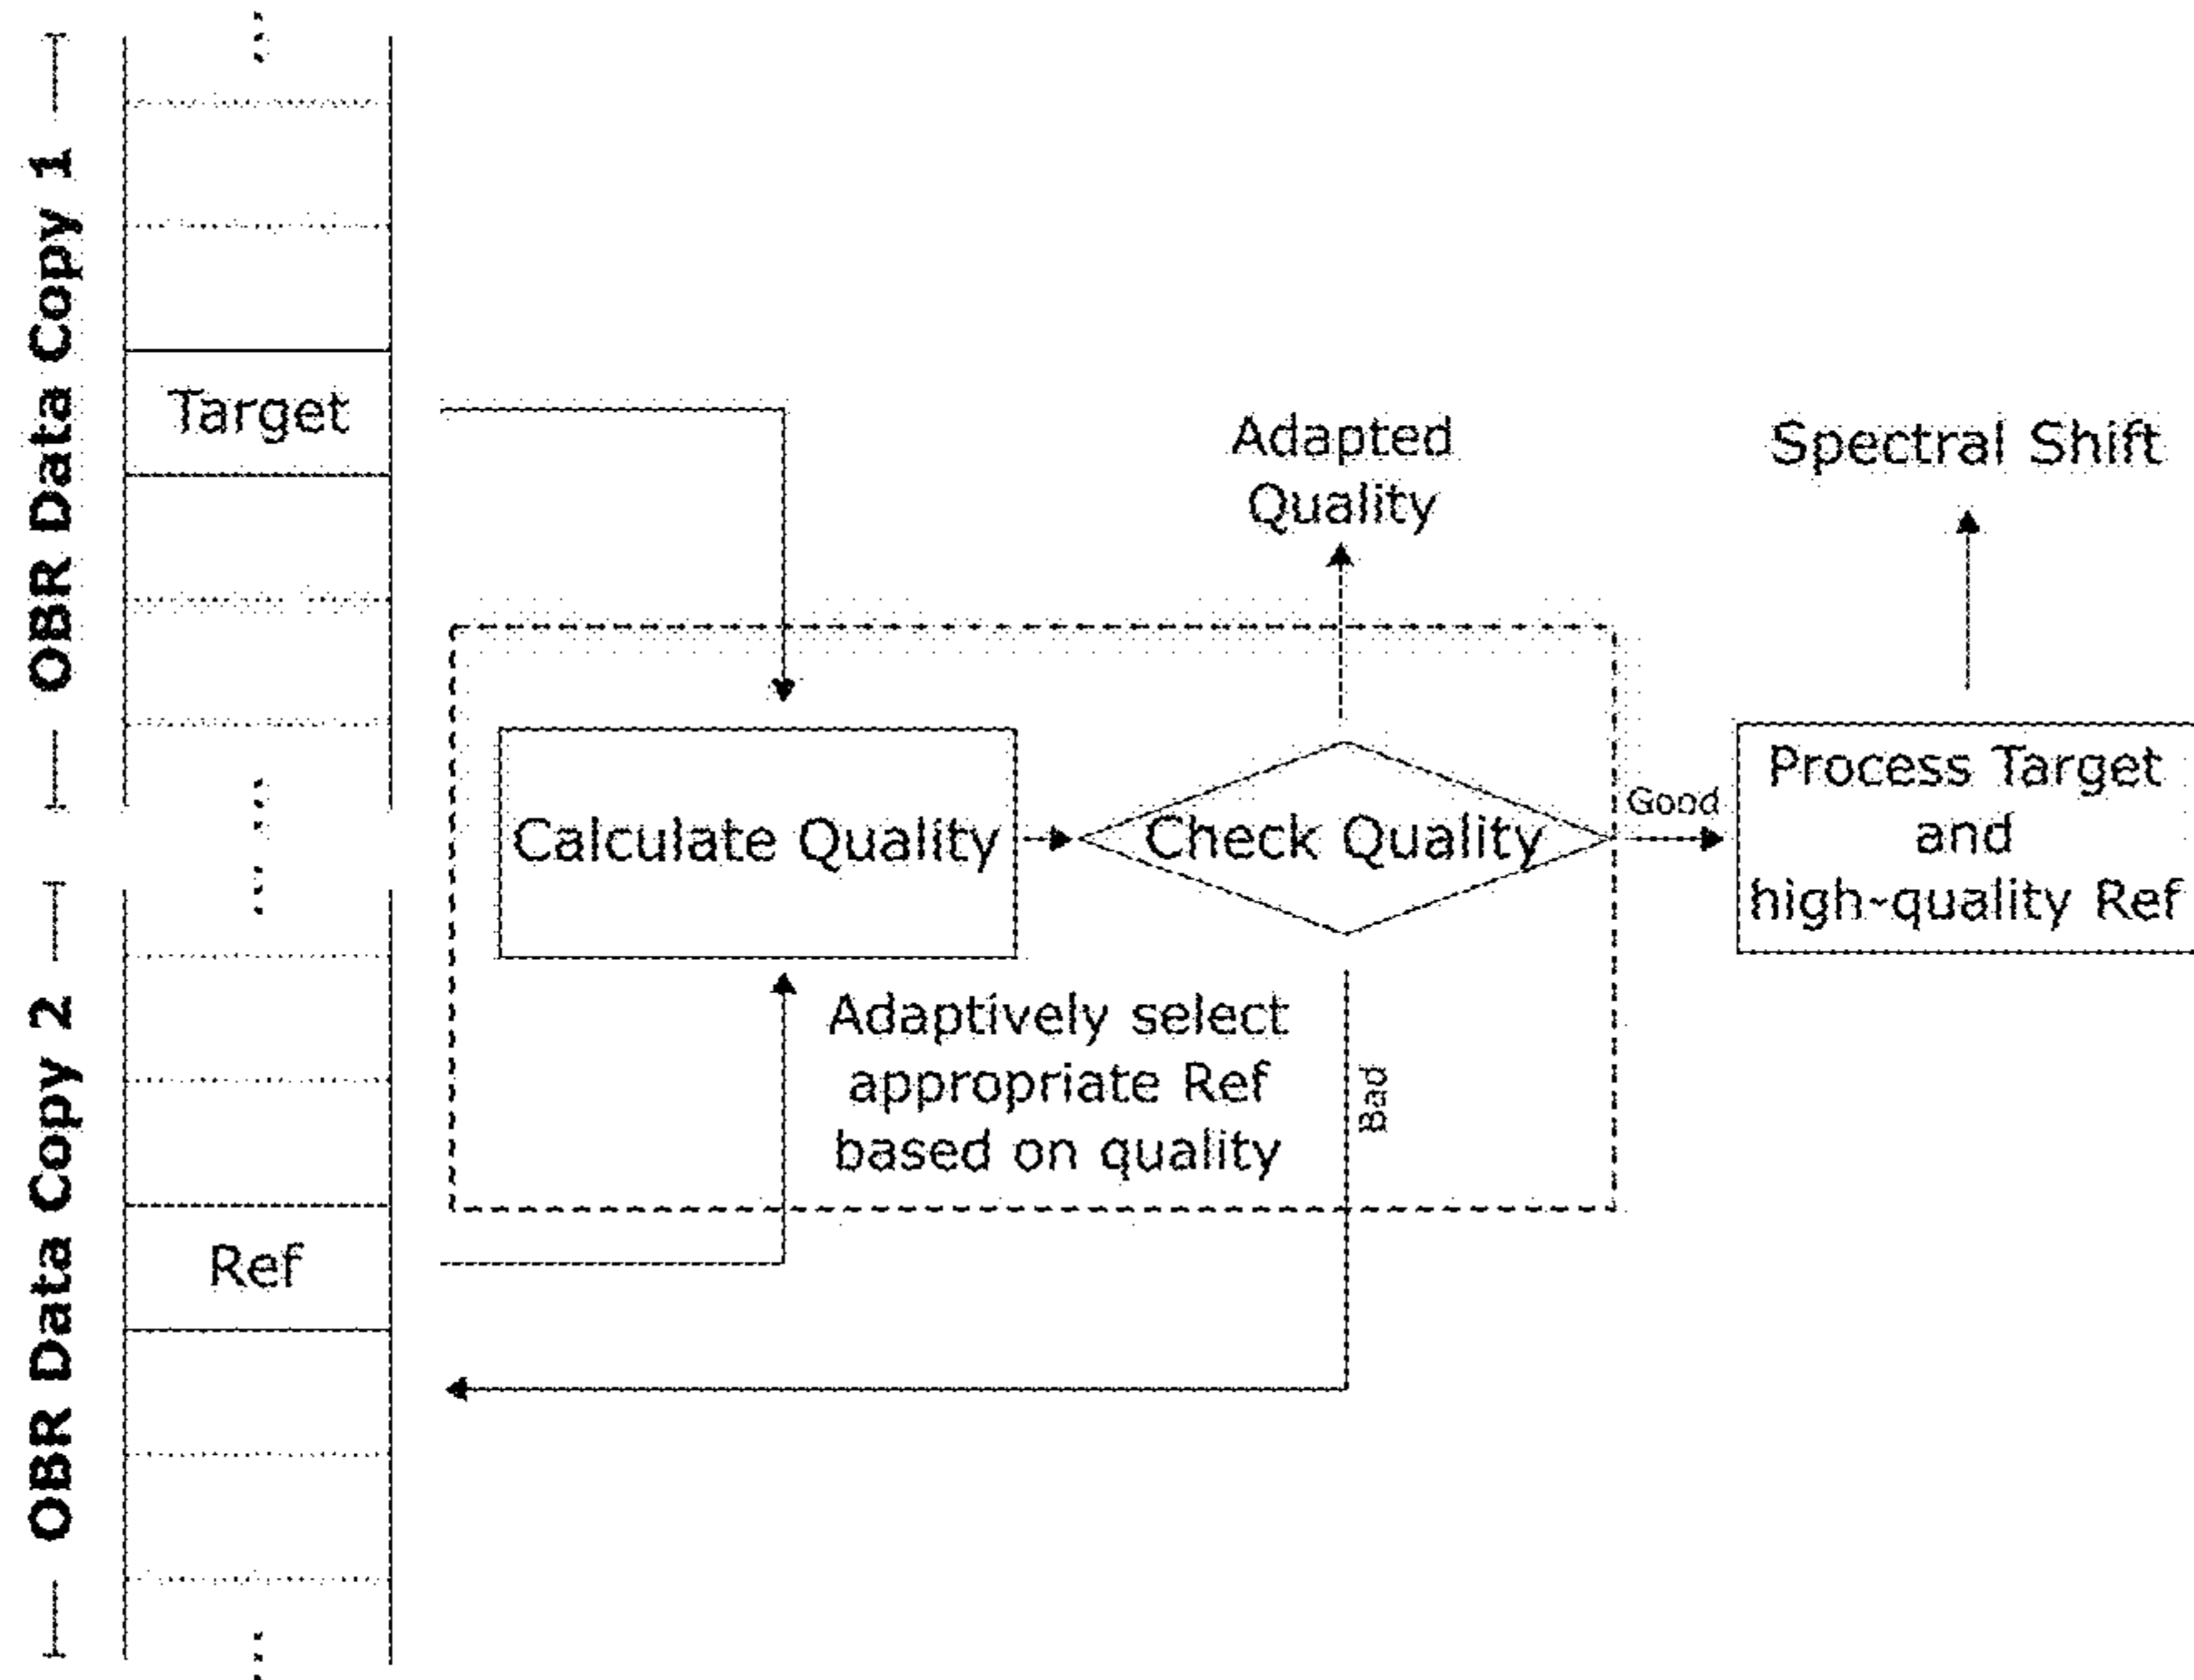 OBR Data Copy 1
Target
Adapted
Quality
Spectral Shift
Calculate Quality
Check Quality
Good
Process Target
and
high-quality Ref
OBR Data Copy 2
Adaptively select
appropriate Ref
based on quality
Bad
Ref